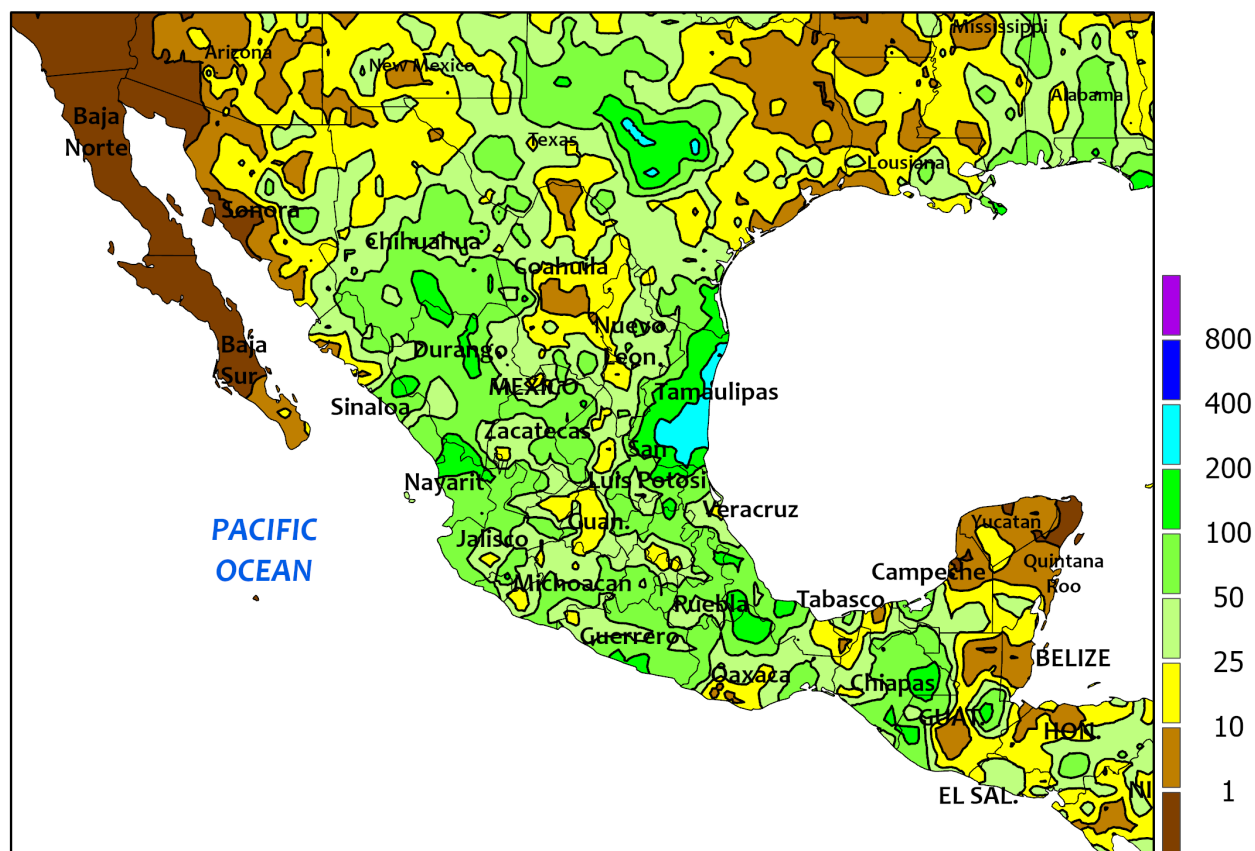 Mississippi
Arizona
New Mexico
Alabama
Baja
Norte
Texas
Lousiana
Sonora
Chihuahua
Coahuila
Nuevo
Leon
Baja
Sur
Durango
MEXICO
Tamaulipas
Sinaloa
Zacatecas
San
Luis Potosi
Nayarit
Veracruz
Guan.
PACIFIC
OCEAN
Jalisco
Yucatan
Quintana
Roo
Campeche
Michoacan
Puebla
Tabasco
Guerrero
BELIZE
Oaxaca
Chiapas
GUAT.
HON.
EL SAL.
NI
800
400
200
100
50
25
10
1